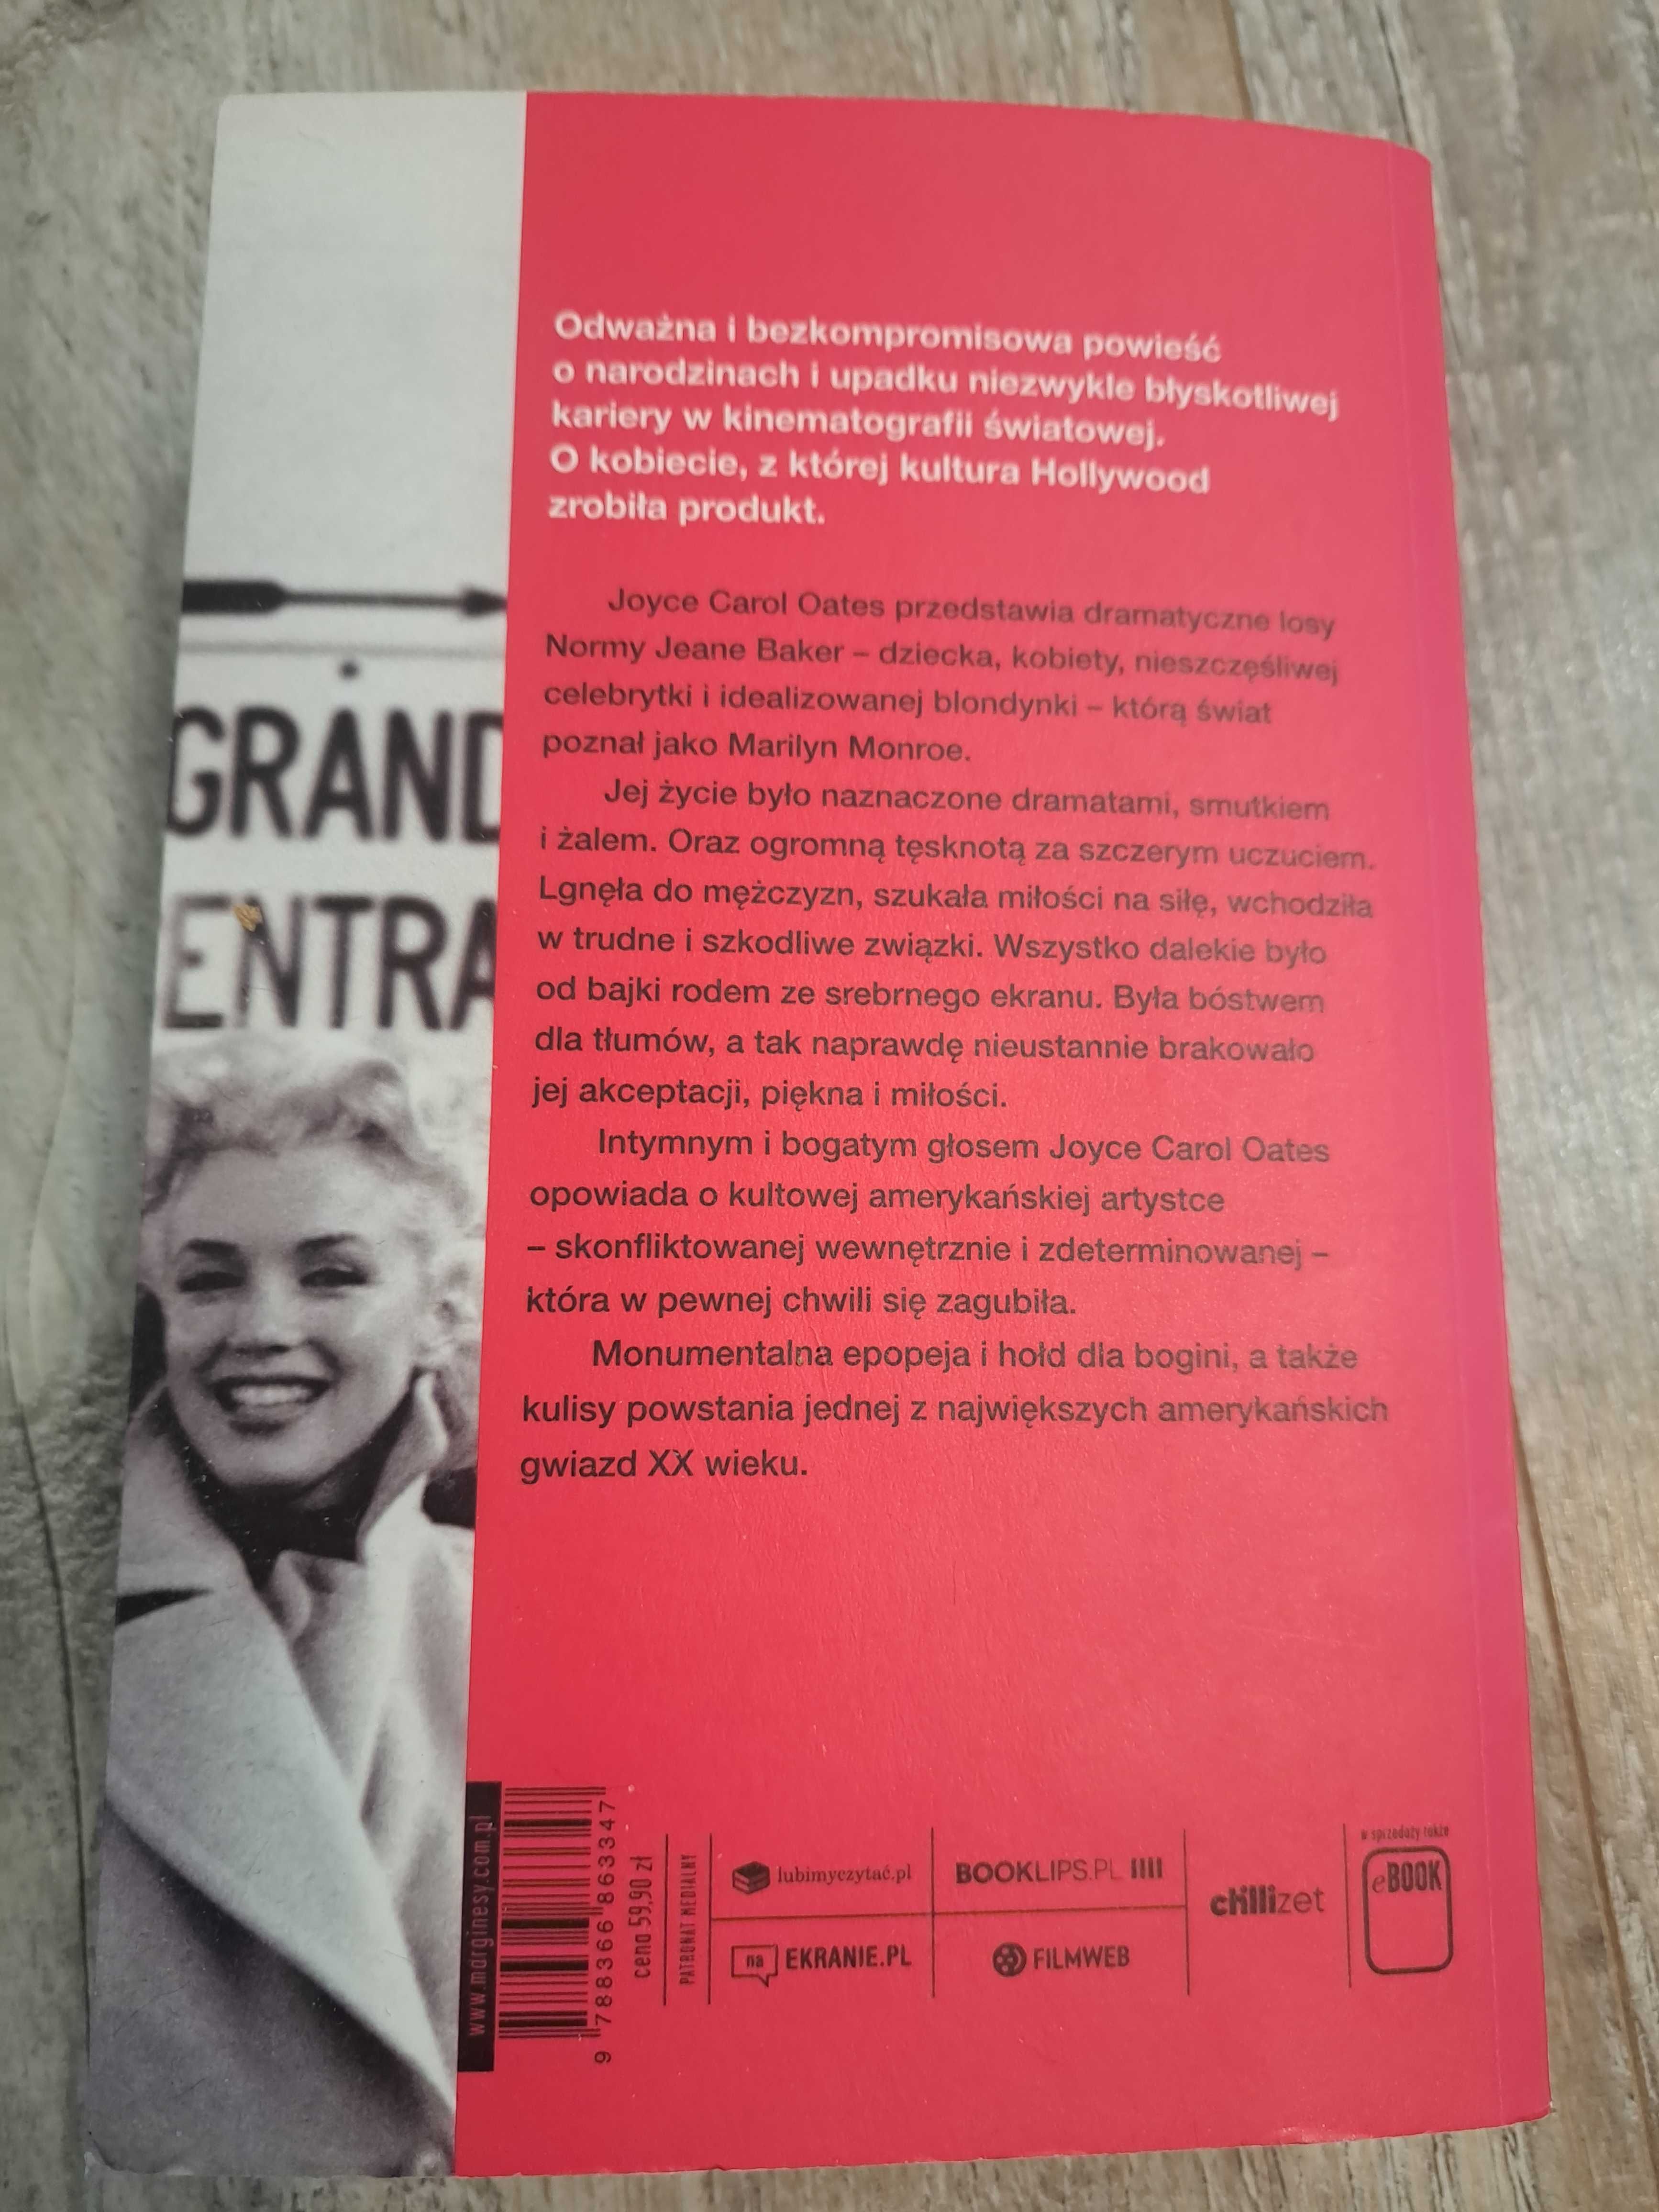 GRAND
ENTRA
Odważna i bezkompromisowa powieść
o narodzinach i upadku niezwykle błyskotliwej
kariery w kinematografii światowej.
O kobiecie, z której kultura Hollywood
zrobiła produkt.
Joyce Carol Oates przedstawia dramatyczne losy
Normy Jeane Baker – dziecka, kobiety, nieszczęśliwej
celebrytki i idealizowanej blondynki – którą świat
poznał jako Marilyn Monroe.
Jej życie było naznaczone dramatami, smutkiem
i żalem. Oraz ogromną tęsknotą za szczerym uczuciem.
Lgnęła do mężczyzn, szukała miłości na siłę, wchodziła
w trudne i szkodliwe związki. Wszystko dalekie było
od bajki rodem ze srebrnego ekranu. Była bóstwem
dla tłumów, a tak naprawdę nieustannie brakowało
jej akceptacji, piękna i miłości.
Intymnym i bogatym głosem Joyce Carol Oates
opowiada o kultowej amerykańskiej artystce
– skonfliktowanej wewnętrznie i zdeterminowanej –
która w pewnej chwili się zagubiła.
Monumentalna epopeja i hołd dla bogini, a także
kulisy powstania jednej z największych amerykańskich
gwiazd XX wieku.
www.marginesy.com.pl
9 788366 863347
cena 59,90 zł
PATRONAT MEDIALNY
lubimyczytać.pl
BOOKLIPS.PL
na EKRANIE.PL
FILMWEB
chillizet
w sprzedaży także
eBOOK